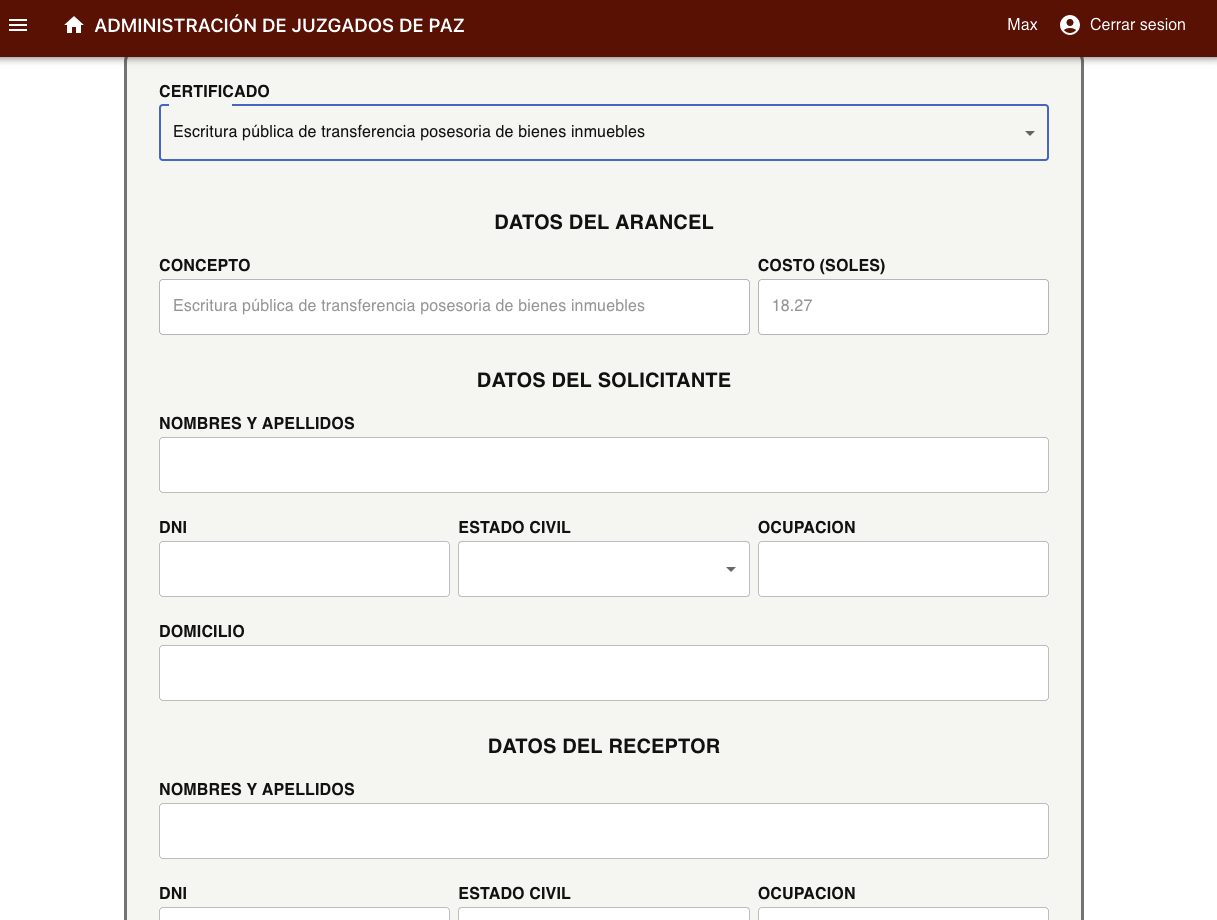 ADMINISTRACIÓN DE JUZGADOS DE PAZ Max Cerrar sesion
CERTIFICADO
Escritura pública de transferencia posesoria de bienes inmuebles
DATOS DEL ARANCEL
CONCEPTO COSTO (SOLES)
Escritura pública de transferencia posesoria de bienes inmuebles 18.27
DATOS DEL SOLICITANTE
NOMBRES Y APELLIDOS
DNI ESTADO CIVIL OCUPACION
DOMICILIO
DATOS DEL RECEPTOR
NOMBRES Y APELLIDOS
DNI ESTADO CIVIL OCUPACION